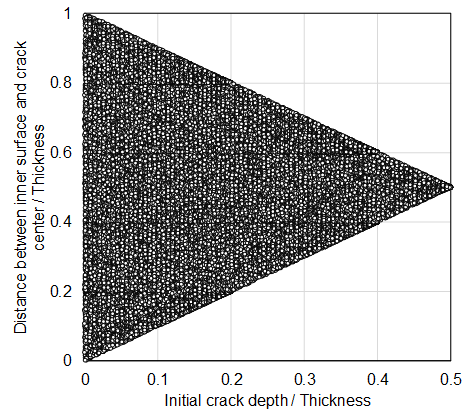 1
0.8
0.6
0.4
0.2
0
Distance between inner surface and crack
center / Thickness
0 0.1 0.2 0.3 0.4 0.5
Initial crack depth / Thickness